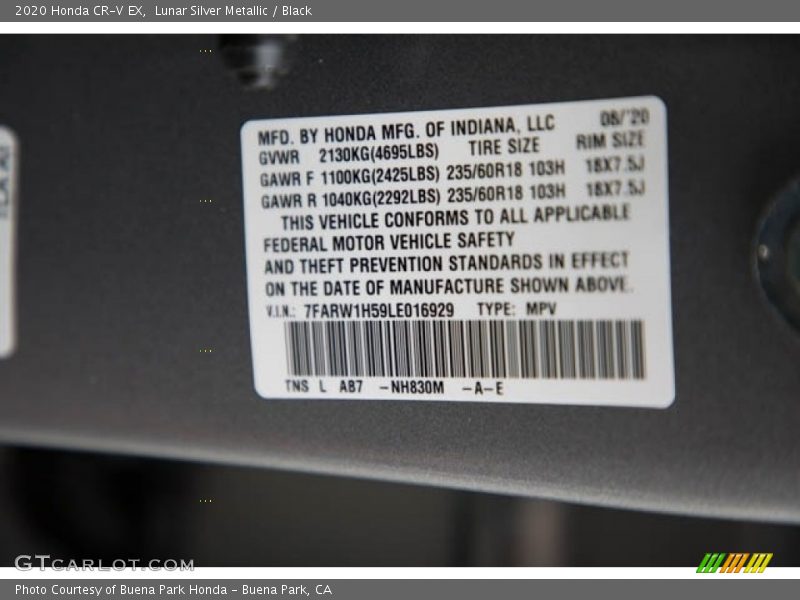 2020 Honda CR-V EX,  Lunar Silver Metallic / Black
MFD. BY HONDA MFG. OF INDIANA, LLC 08/'20
GVWR 2130KG(4695LBS) TIRE SIZE RIM SIZE
GAWR F 1100KG(2425LBS) 235/60R18 103H 18X7.5J
GAWR R 1040KG(2292LBS) 235/60R18 103H 18X7.5J
THIS VEHICLE CONFORMS TO ALL APPLICABLE
FEDERAL MOTOR VEHICLE SAFETY
AND THEFT PREVENTION STANDARDS IN EFFECT
ON THE DATE OF MANUFACTURE SHOWN ABOVE.
V.I.N.: 7FARW1H59LE016929 TYPE: MPV
TNS L AB7 -NH830M -A-E
GTCARLOT.COM
Photo Courtesy of Buena Park Honda - Buena Park, CA